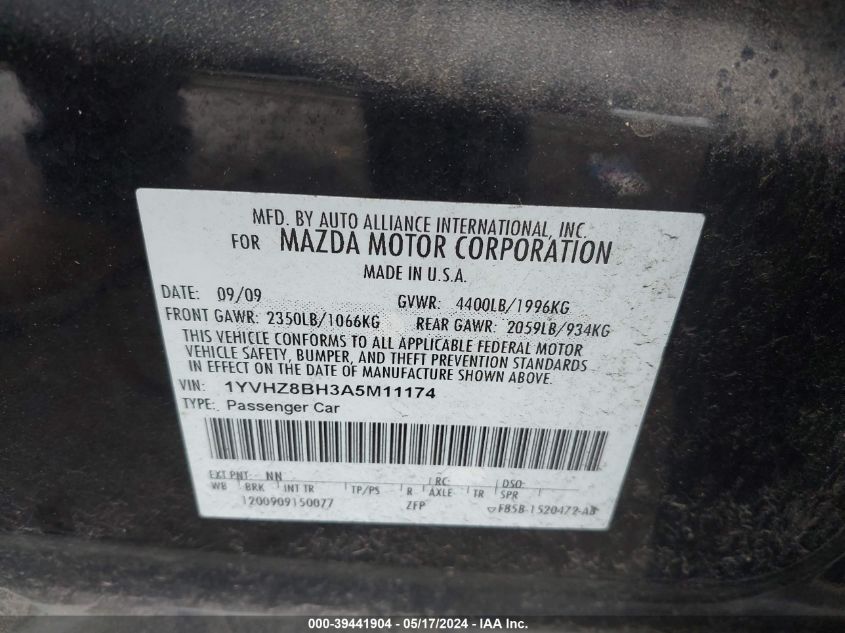 MFD. BY AUTO ALLIANCE INTERNATIONAL, INC.
FOR MAZDA MOTOR CORPORATION
MADE IN U.S.A.
DATE: 09/09 GVWR: 4400LB/1996KG
FRONT GAWR: 2350LB/1066KG REAR GAWR: 2059LB/934KG
THIS VEHICLE CONFORMS TO ALL APPLICABLE FEDERAL MOTOR
VEHICLE SAFETY, BUMPER, AND THEFT PREVENTION STANDARDS
IN EFFECT ON THE DATE OF MANUFACTURE SHOWN ABOVE.
VIN: 1YVHZ8BH3A5M11174
TYPE: Passenger Car
EXT PNT: NN RC: DSO:
WB BRK INT TR TP/PS R AXLE TR SPR
1200909150077 ZFP F85B-1520472-AB
000-39441904 - 05/17/2024 - IAA Inc.